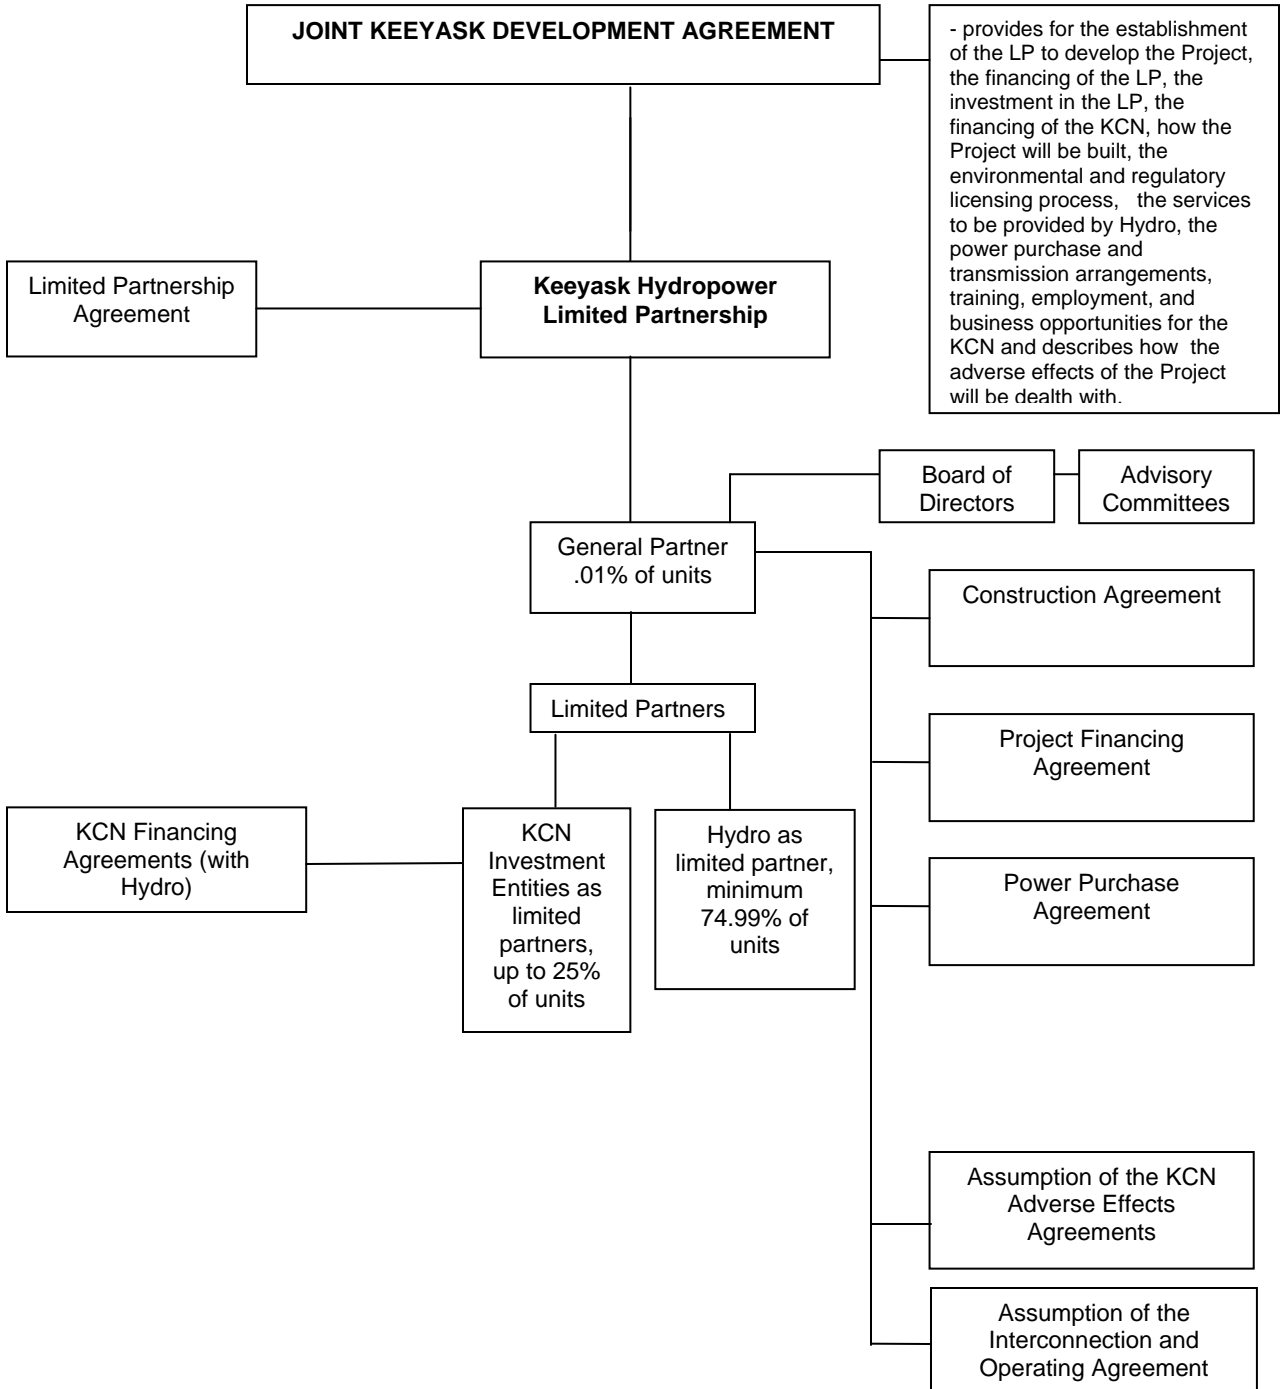 JOINT KEEYASK DEVELOPMENT AGREEMENT
- provides for the establishment
of the LP to develop the Project,
the financing of the LP, the
investment in the LP, the
financing of the KCN, how the
Project will be built, the
environmental and regulatory
licensing process, the services
to be provided by Hydro, the
power purchase and
transmission arrangements,
training, employment, and
business opportunities for the
KCN and describes how the
adverse effects of the Project
will be dealth with.
Limited Partnership
Agreement
Keeyask Hydropower
Limited Partnership
Board of
Directors
Advisory
Committees
General Partner
.01% of units
Construction Agreement
Limited Partners
Project Financing
Agreement
KCN Financing
Agreements (with
Hydro)
KCN
Investment
Entities as
limited
partners,
up to 25%
of units
Hydro as
limited partner,
minimum
74.99% of
units
Power Purchase
Agreement
Assumption of the KCN
Adverse Effects
Agreements
Assumption of the
Interconnection and
Operating Agreement